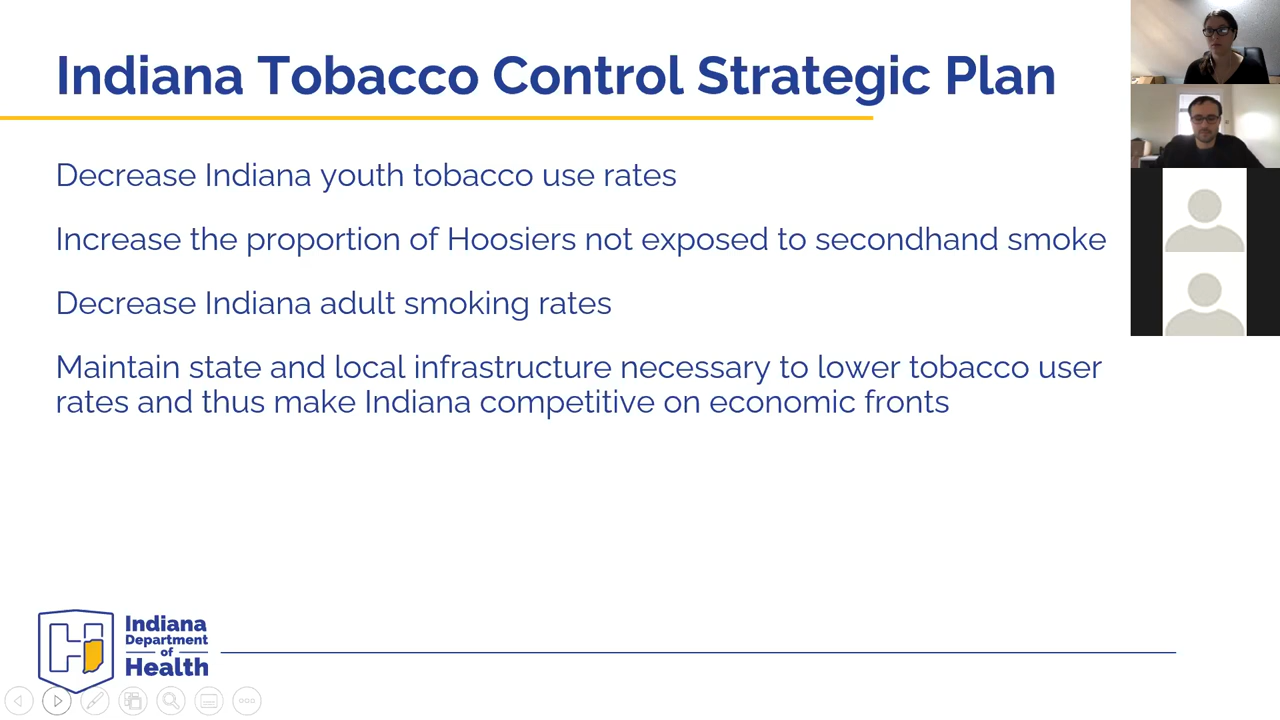 Indiana Tobacco Control Strategic Plan
Decrease Indiana youth tobacco use rates
Increase the proportion of Hoosiers not exposed to secondhand smoke
Decrease Indiana adult smoking rates
Maintain state and local infrastructure necessary to lower tobacco user
rates and thus make Indiana competitive on economic fronts
Indiana
Department
of
Health